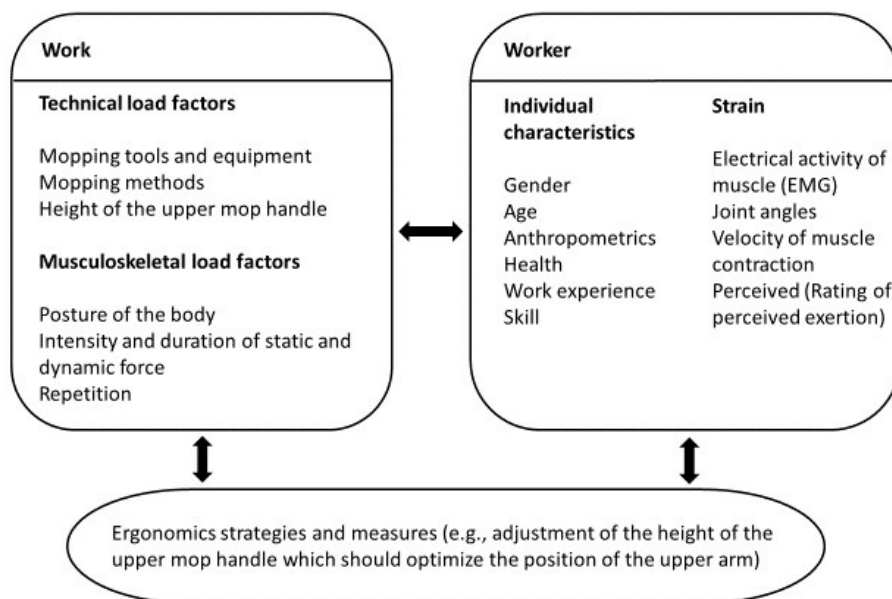 Work
Technical load factors
Mopping tools and equipment
Mopping methods
Height of the upper mop handle
Musculoskeletal load factors
Posture of the body
Intensity and duration of static and
dynamic force
Repetition
Worker
Individual
characteristics
Gender
Age
Anthropometrics
Health
Work experience
Skill
Strain
Electrical activity of
muscle (EMG)
Joint angles
Velocity of muscle
contraction
Perceived (Rating of
perceived exertion)
Ergonomics strategies and measures (e.g., adjustment of the height of the
upper mop handle which should optimize the position of the upper arm)